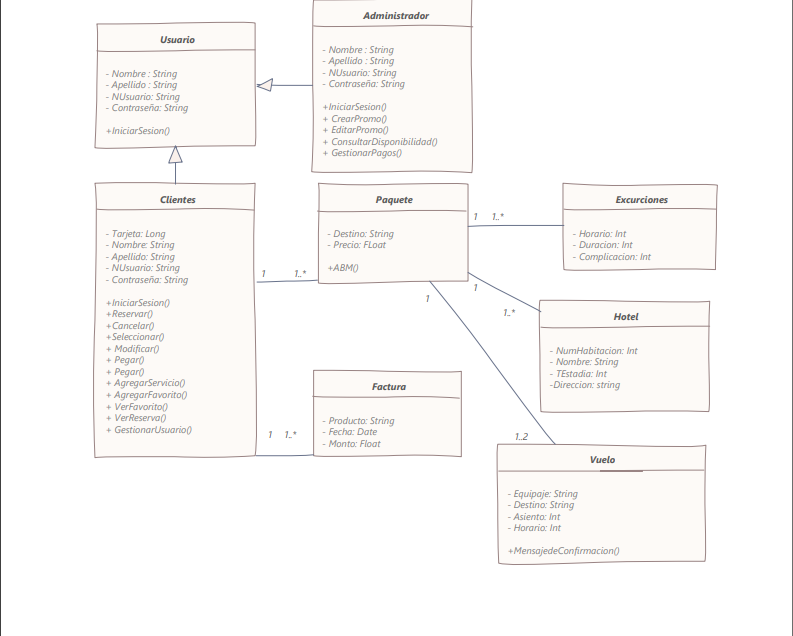 Usuario
- Nombre : String
- Apellido : String
- NUsuario: String
- Contraseña: String
+IniciarSesion()
Administrador
- Nombre : String
- Apellido : String
- NUsuario: String
- Contraseña: String
+IniciarSesion()
+ CrearPromo()
+ EditarPromo()
+ ConsultarDisponibilidad()
+ GestionarPagos()
Clientes
- Tarjeta: Long
- Nombre: String
- Apellido: String
- NUsuario: String
- Contraseña: String
+IniciarSesion()
+Reservar()
+Cancelar()
+Seleccionar()
+ Modificar()
+ Pegar()
+ Pegar()
+ AgregarServicio()
+ AgregarFavorito()
+ VerFavorito()
+ VerReserva()
+ GestionarUsuario()
1 1..*
Paquete
- Destino: String
- Precio: FLoat
+ABM()
1 1..*
Excurciones
- Horario: Int
- Duracion: Int
- Complicacion: Int
1
1..*
Hotel
- NumHabitacion: Int
- Nombre: String
- TEstadia: Int
-Direccion: string
1
1..2
Factura
- Producto: String
- Fecha: Date
- Monto: Float
1 1..*
Vuelo
- Equipaje: String
- Destino: String
- Asiento: Int
- Horario: Int
+MensajedeConfirmacion()